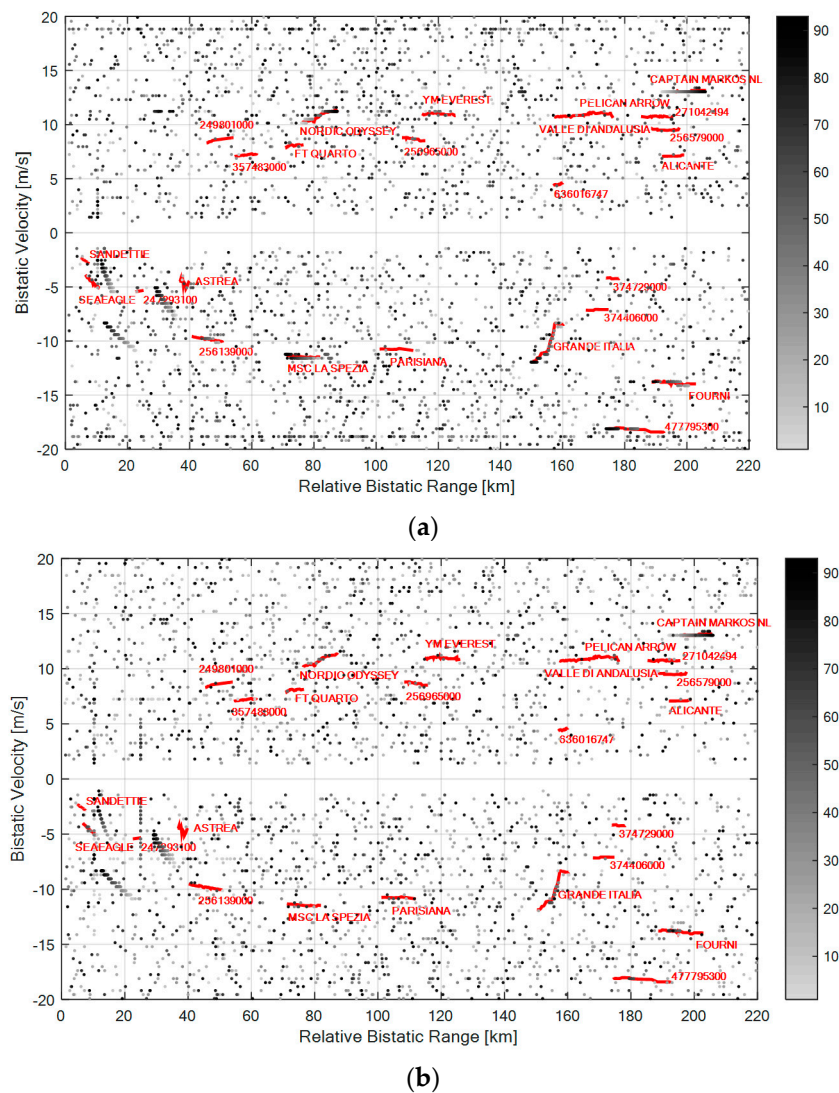 20
15
10
5
0
-5
-10
-15
-20
Bistatic Velocity [m/s]
0 20 40 60 80 100 120 140 160 180 200 220
Relative Bistatic Range [km]
90
80
70
60
50
40
30
20
10
CAPTAIN MARKOS NL
PELICAN ARROW
271042494
YM EVEREST
249801000
NORDIC ODYSSEY
VALLE DI ANDALUSIA
256579000
FT QUARTO
256965000
357483000
ALICANTE
636016747
SANDETTIE
ASTREA
SEAEAGLE
247293100
374729000
374406000
256139000
GRANDE ITALIA
MSC LA SPEZIA
PARISIANA
FOURNI
477795300
(a)
20
15
10
5
0
-5
-10
-15
-20
Bistatic Velocity [m/s]
0 20 40 60 80 100 120 140 160 180 200 220
Relative Bistatic Range [km]
90
80
70
60
50
40
30
20
10
CAPTAIN MARKOS NL
YM EVEREST
PELICAN ARROW
271042494
249801000
NORDIC ODYSSEY
VALLE DI ANDALUSIA
256579000
FT QUARTO
256965000
357483000
ALICANTE
636016747
SANDETTIE
ASTREA
SEAEAGLE
247293100
374729000
374406000
256139000
GRANDE ITALIA
MSC LA SPEZIA
PARISIANA
FOURNI
477795300
(b)